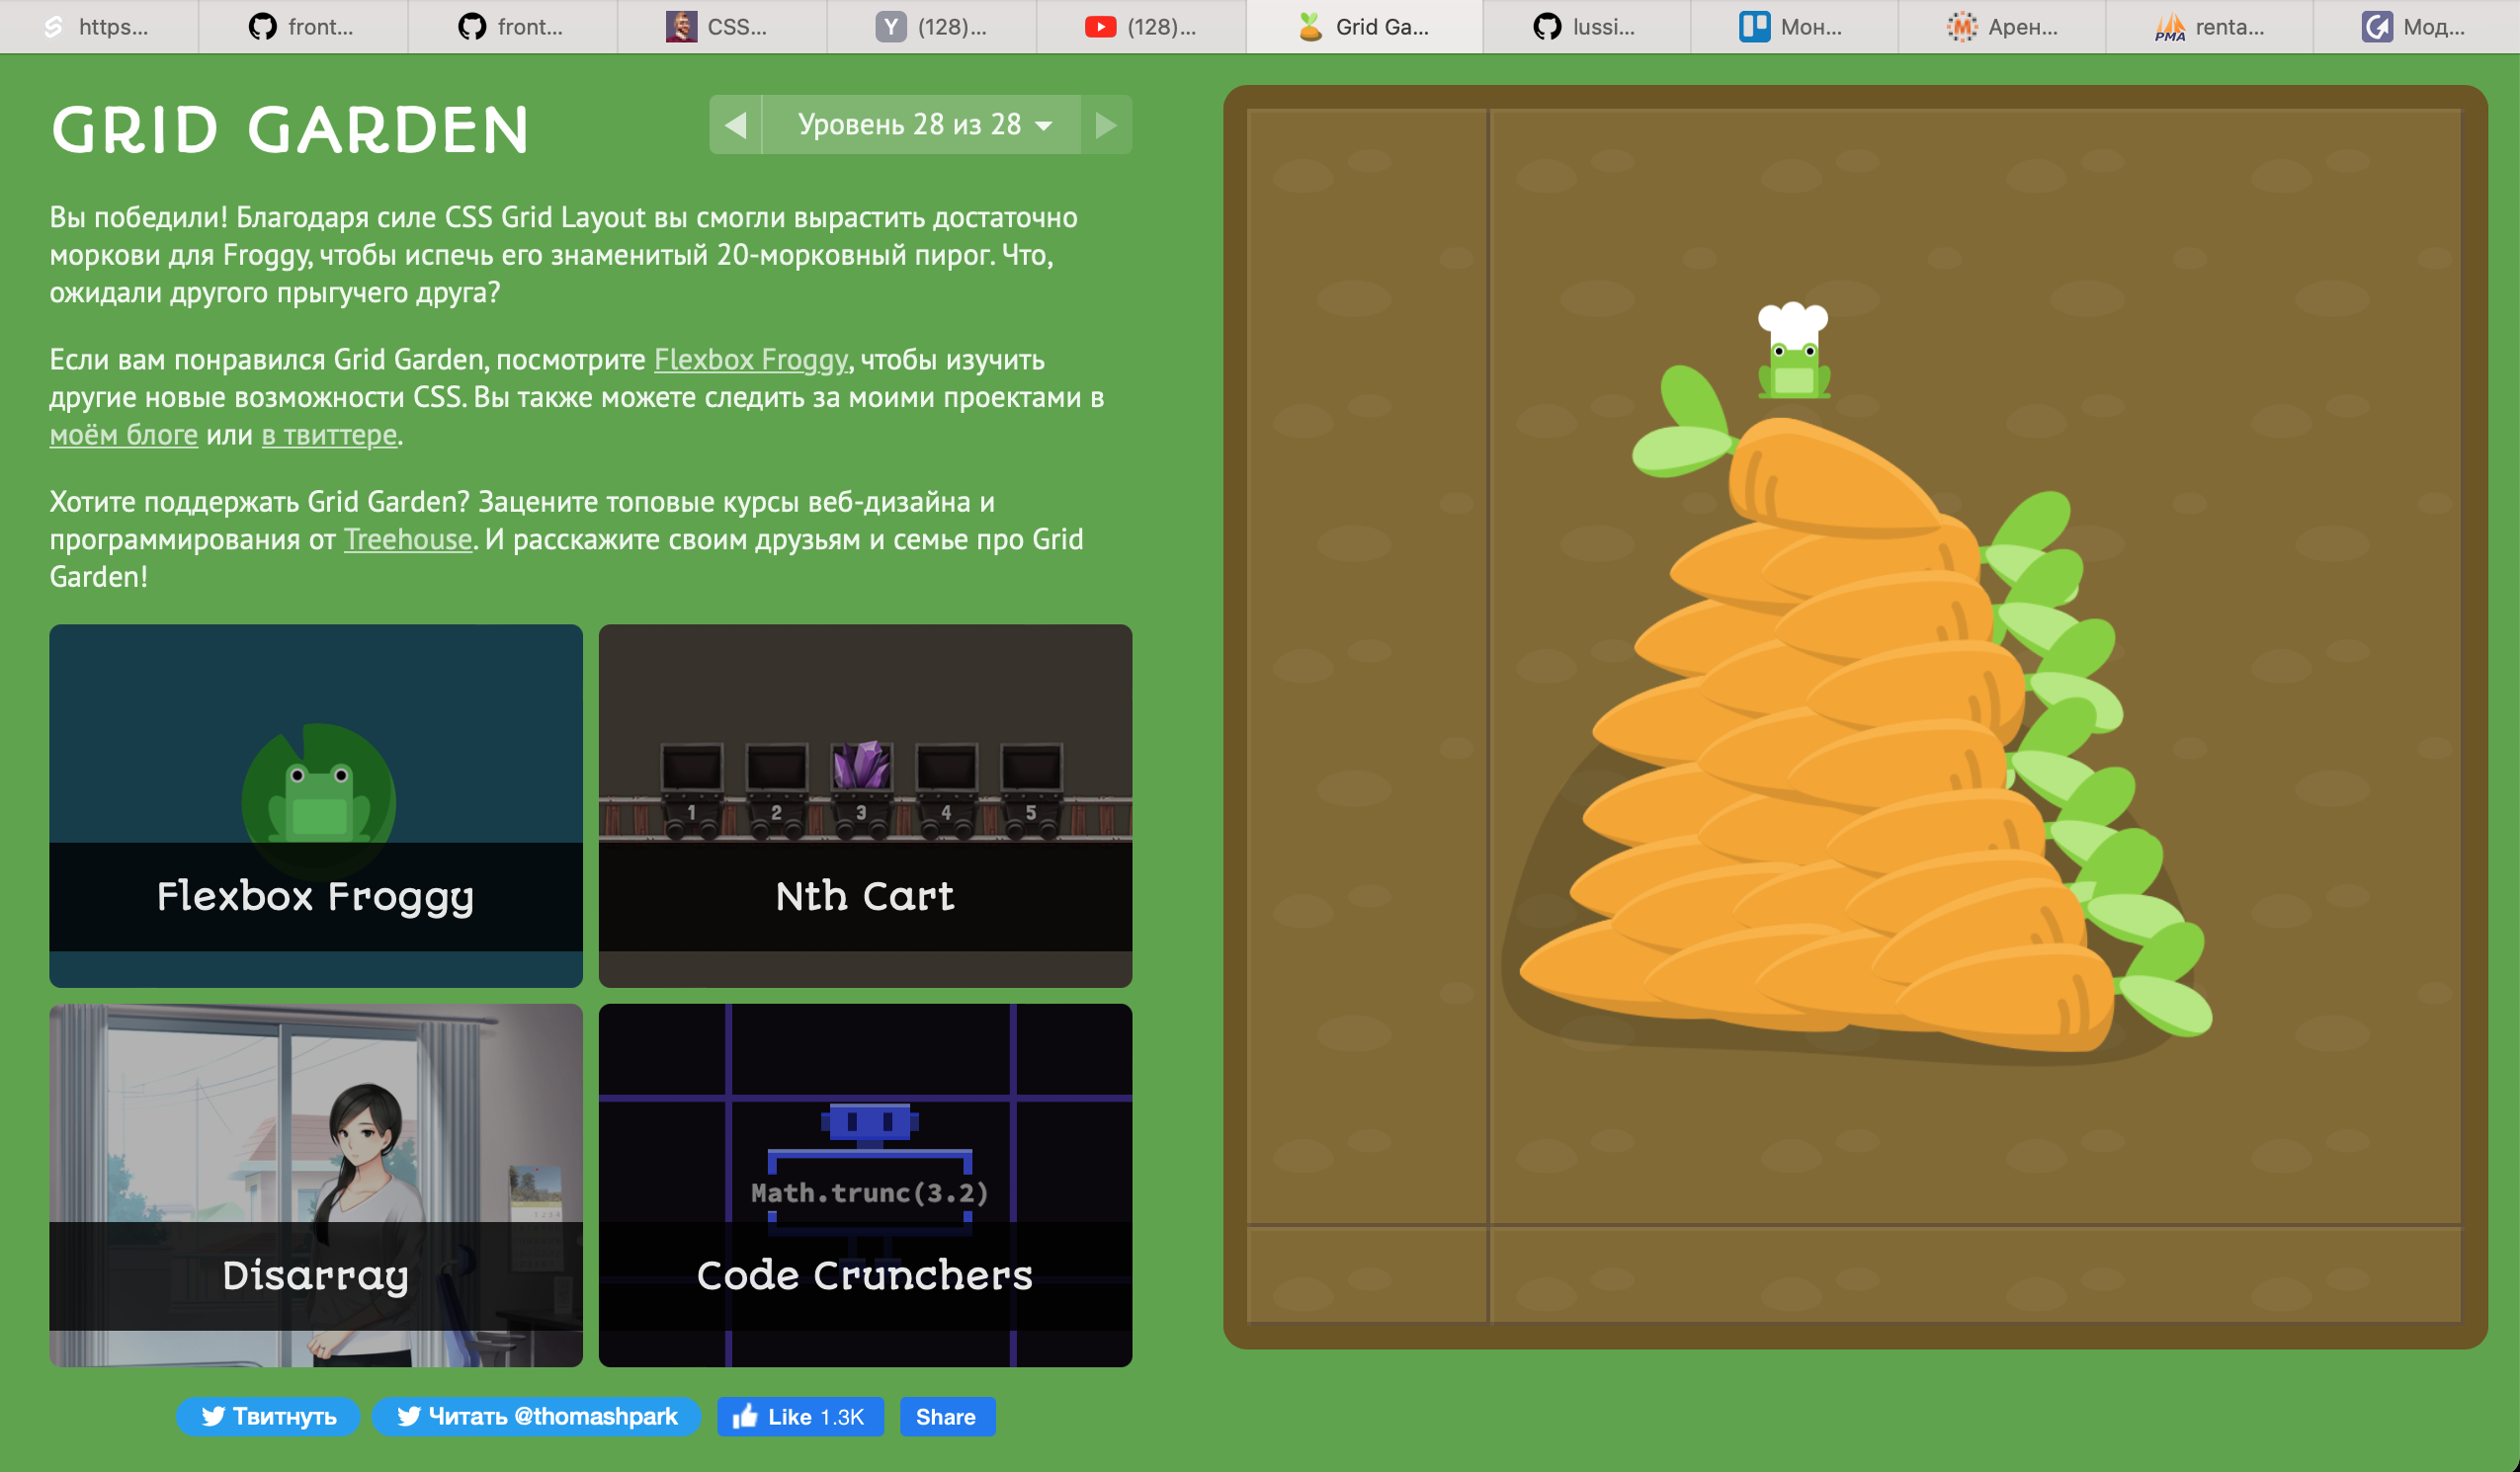 https...
front...
front...
CSS...
(128)...
(128)...
Grid Ga...
lussi...
Мон...
Арен...
renta...
Мод...
GRID GARDEN
Уровень 28 из 28
Вы победили! Благодаря силе CSS Grid Layout вы смогли вырастить достаточно
моркови для Froggy, чтобы испечь его знаменитый 20-морковный пирог. Что,
ожидали другого прыгучего друга?
Если вам понравился Grid Garden, посмотрите Flexbox Froggy, чтобы изучить
другие новые возможности CSS. Вы также можете следить за моими проектами в
моём блоге или в твиттере.
Хотите поддержать Grid Garden? Зацените топовые курсы веб-дизайна и
программирования от Treehouse. И расскажите своим друзьям и семье про Grid
Garden!
Flexbox Froggy
1 2 3 4 5
Nth Cart
Disarray
Math.trunc(3.2)
Code Crunchers
Твитнуть
Читать @thomashpark
Like 1.3K
Share